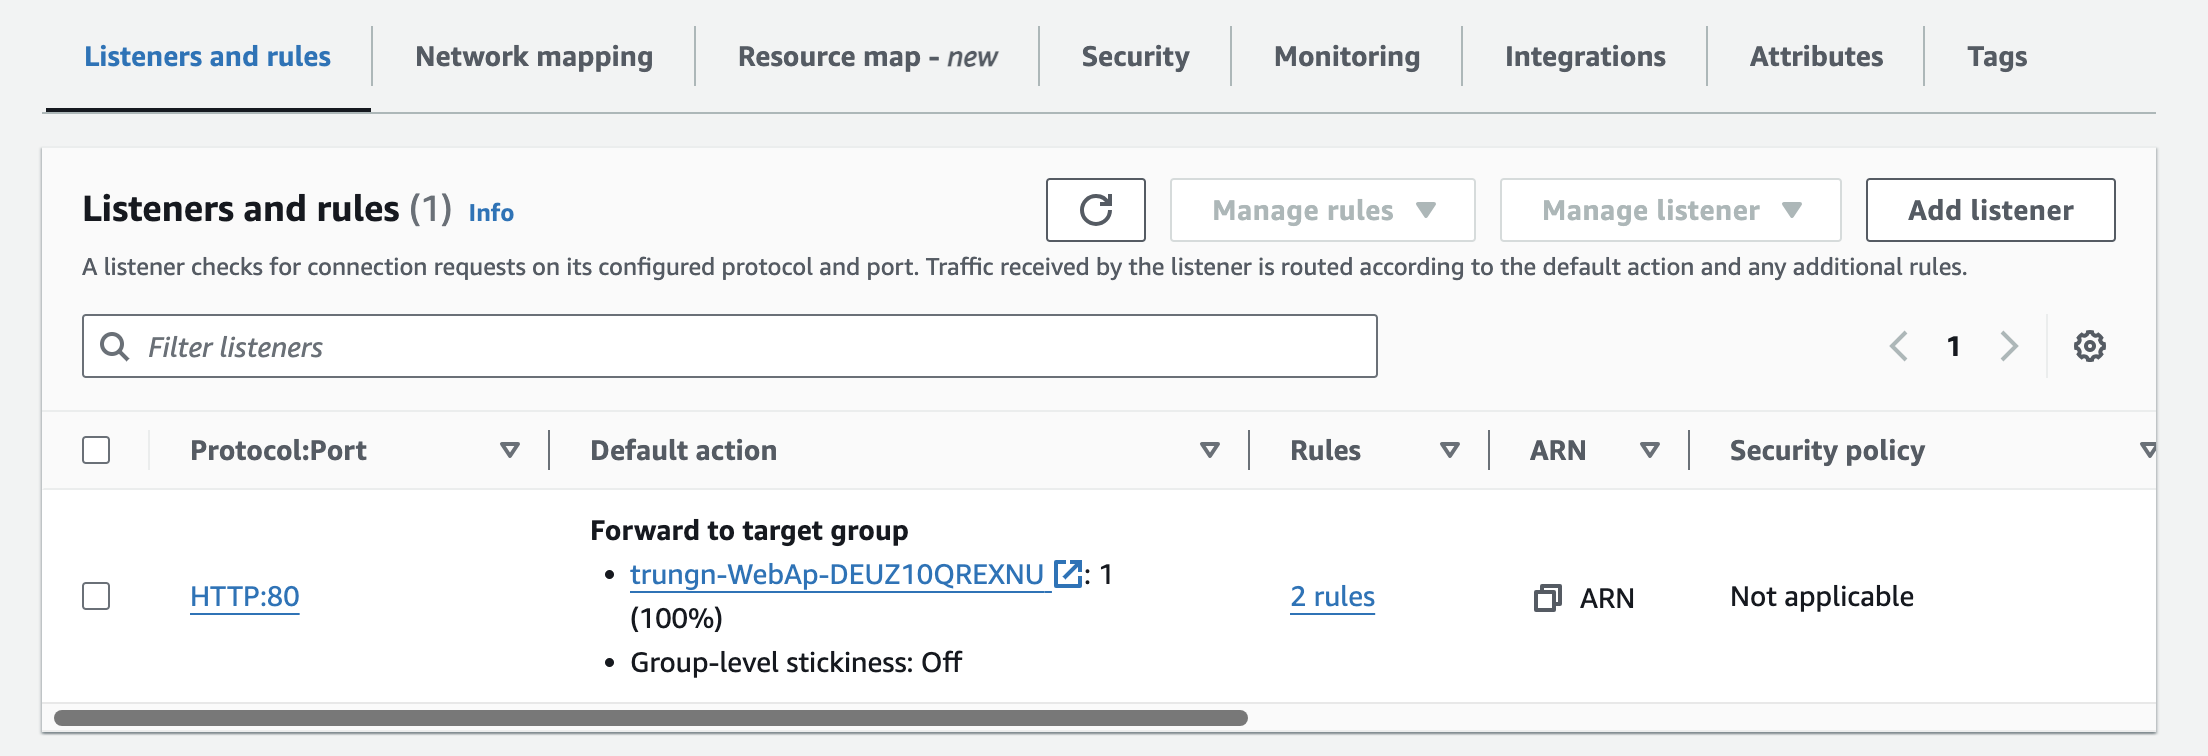 Listeners and rules
Network mapping
Resource map - new
Security
Monitoring
Integrations
Attributes
Tags
Listeners and rules (1) Info
Manage rules
Manage listener
Add listener
A listener checks for connection requests on its configured protocol and port. Traffic received by the listener is routed according to the default action and any additional rules.
Filter listeners
1
Protocol:Port
Default action
Rules
ARN
Security policy
HTTP:80
Forward to target group
• trungn-WebAp-DEUZ10QREXNU : 1
(100%)
• Group-level stickiness: Off
2 rules
ARN
Not applicable